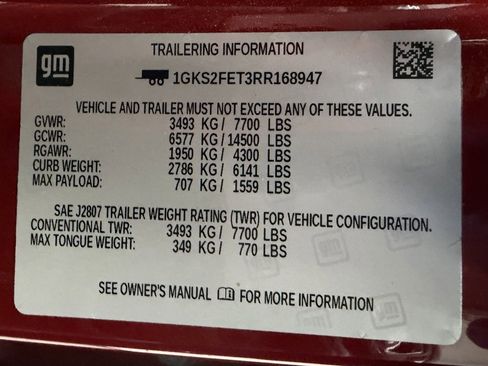 gm
TRAILERING INFORMATION
1GKS2FET3RR168947
VEHICLE AND TRAILER MUST NOT EXCEED ANY OF THESE VALUES.
GVWR: 3493 KG / 7700 LBS
GCWR: 6577 KG / 14500 LBS
RGAWR: 1950 KG / 4300 LBS
CURB WEIGHT: 2786 KG / 6141 LBS
MAX PAYLOAD: 707 KG / 1559 LBS
SAE J2807 TRAILER WEIGHT RATING (TWR) FOR VEHICLE CONFIGURATION.
CONVENTIONAL TWR: 3493 KG / 7700 LBS
MAX TONGUE WEIGHT: 349 KG / 770 LBS
SEE OWNER'S MANUAL FOR MORE INFORMATION